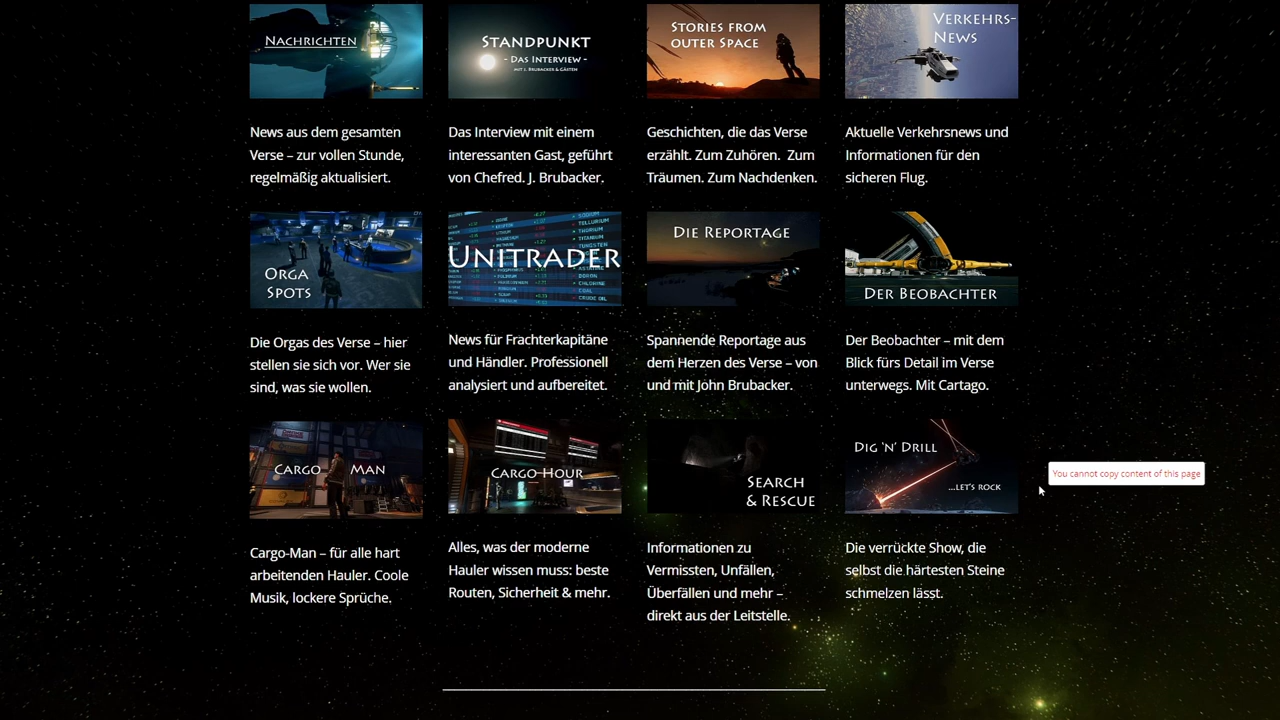 NACHRICHTEN
STANDPUNKT
- DAS INTERVIEW -
MIT J. BRUBACKER & GÄSTEN
STORIES FROM
OUTER SPACE
VERKEHRS-
NEWS
News aus dem gesamten
Verse – zur vollen Stunde,
regelmäßig aktualisiert.
Das Interview mit einem
interessanten Gast, geführt
von Chefred. J. Brubacker.
Geschichten, die das Verse
erzählt. Zum Zuhören. Zum
Träumen. Zum Nachdenken.
Aktuelle Verkehrsnews und
Informationen für den
sicheren Flug.
ORGA
SPOTS
UNITRADER
DIE REPORTAGE
DER BEOBACHTER
Die Orgas des Verse – hier
stellen sie sich vor. Wer sie
sind, was sie wollen.
News für Frachterkapitäne
und Händler. Professionell
analysiert und aufbereitet.
Spannende Reportage aus
dem Herzen des Verse – von
und mit John Brubacker.
Der Beobachter – mit dem
Blick fürs Detail im Verse
unterwegs. Mit Cartago.
CARGO MAN
CARGO HOUR
SEARCH
& RESCUE
DIG 'N' DRILL
...LET'S ROCK
You cannot copy content of this page
Cargo-Man – für alle hart
arbeitenden Hauler. Coole
Musik, lockere Sprüche.
Alles, was der moderne
Hauler wissen muss: beste
Routen, Sicherheit & mehr.
Informationen zu
Vermissten, Unfällen,
Überfällen und mehr –
direkt aus der Leitstelle.
Die verrückte Show, die
selbst die härtesten Steine
schmelzen lässt.